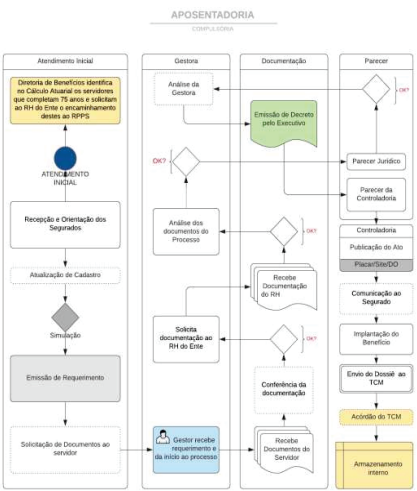 APOSENTADORIA
COMPULSÓRIA
Atendimento Inicial
Gestora
Documentação
Parecer
Diretoria de Benefícios identifica
no Cálculo Atuarial os servidores
que completam 75 anos e solicitam
ao RH do Ente o encaminhamento
destes ao RPPS
ATENDIMENTO
INICIAL
Recepção e Orientação dos
Segurados
Atualização de Cadastro
Simulação
Emissão de Requerimento
Solicitação de Documentos ao
servidor
Análise da
Gestora
OK?
Análise dos
documentos do
Processo
Solicita
documentação ao
RH do Ente
Gestor recebe
requerimento e
da início ao processo
Emissão de Decreto
pelo Executivo
OK?
Recebe
Documentação
do RH
OK?
Conferência da
documentação
Recebe
Documentos do
Servidor
OK?
Parecer Jurídico
Parecer da
Controladoria
Controladoria
Publicação do Ato
Placar/Site/DO
Comunicação ao
Segurado
Implantação do
Benefício
Envio do Dossiê ao
TCM
Acórdão do TCM
Armazenamento
interno